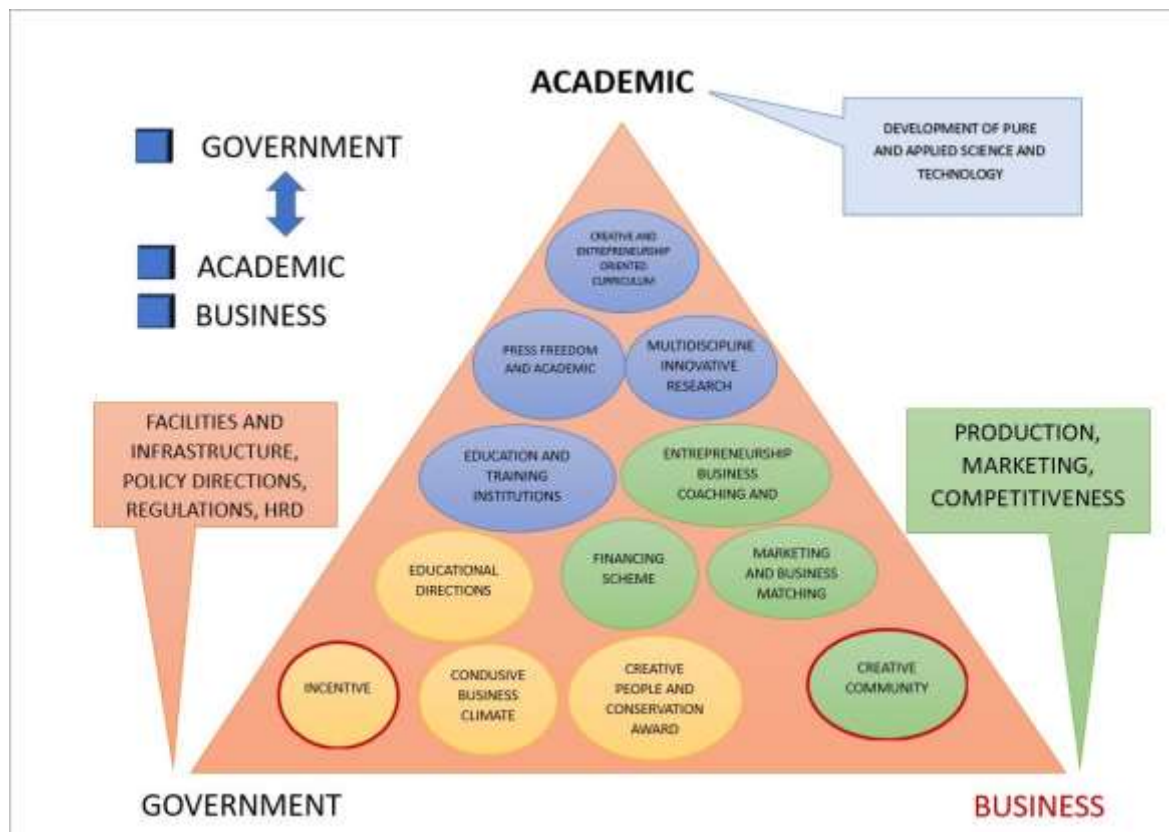 ACADEMIC
DEVELOPMENT OF PURE
AND APPLIED SCIENCE AND
TECHNOLOGY
GOVERNMENT
ACADEMIC
BUSINESS
CREATIVE AND
ENTREPRENEURSHIP
ORIENTED
CURRICULUM
PRESS FREEDOM
AND ACADEMIC
MULTIDISCIPLINE
INNOVATIVE
RESEARCH
FACILITIES AND
INFRASTRUCTURE,
POLICY DIRECTIONS,
REGULATIONS, HRD
PRODUCTION,
MARKETING,
COMPETITIVENESS
EDUCATION AND
TRAINING
INSTITUTIONS
ENTREPRENEURSHIP
BUSINESS
COACHING AND
EDUCATIONAL
DIRECTIONS
FINANCING
SCHEME
MARKETING
AND BUSINESS
MATCHING
INCENTIVE
CONDUSIVE
BUSINESS
CLIMATE
CREATIVE
PEOPLE AND
CONSERVATION
AWARD
CREATIVE
COMMUNITY
GOVERNMENT
BUSINESS